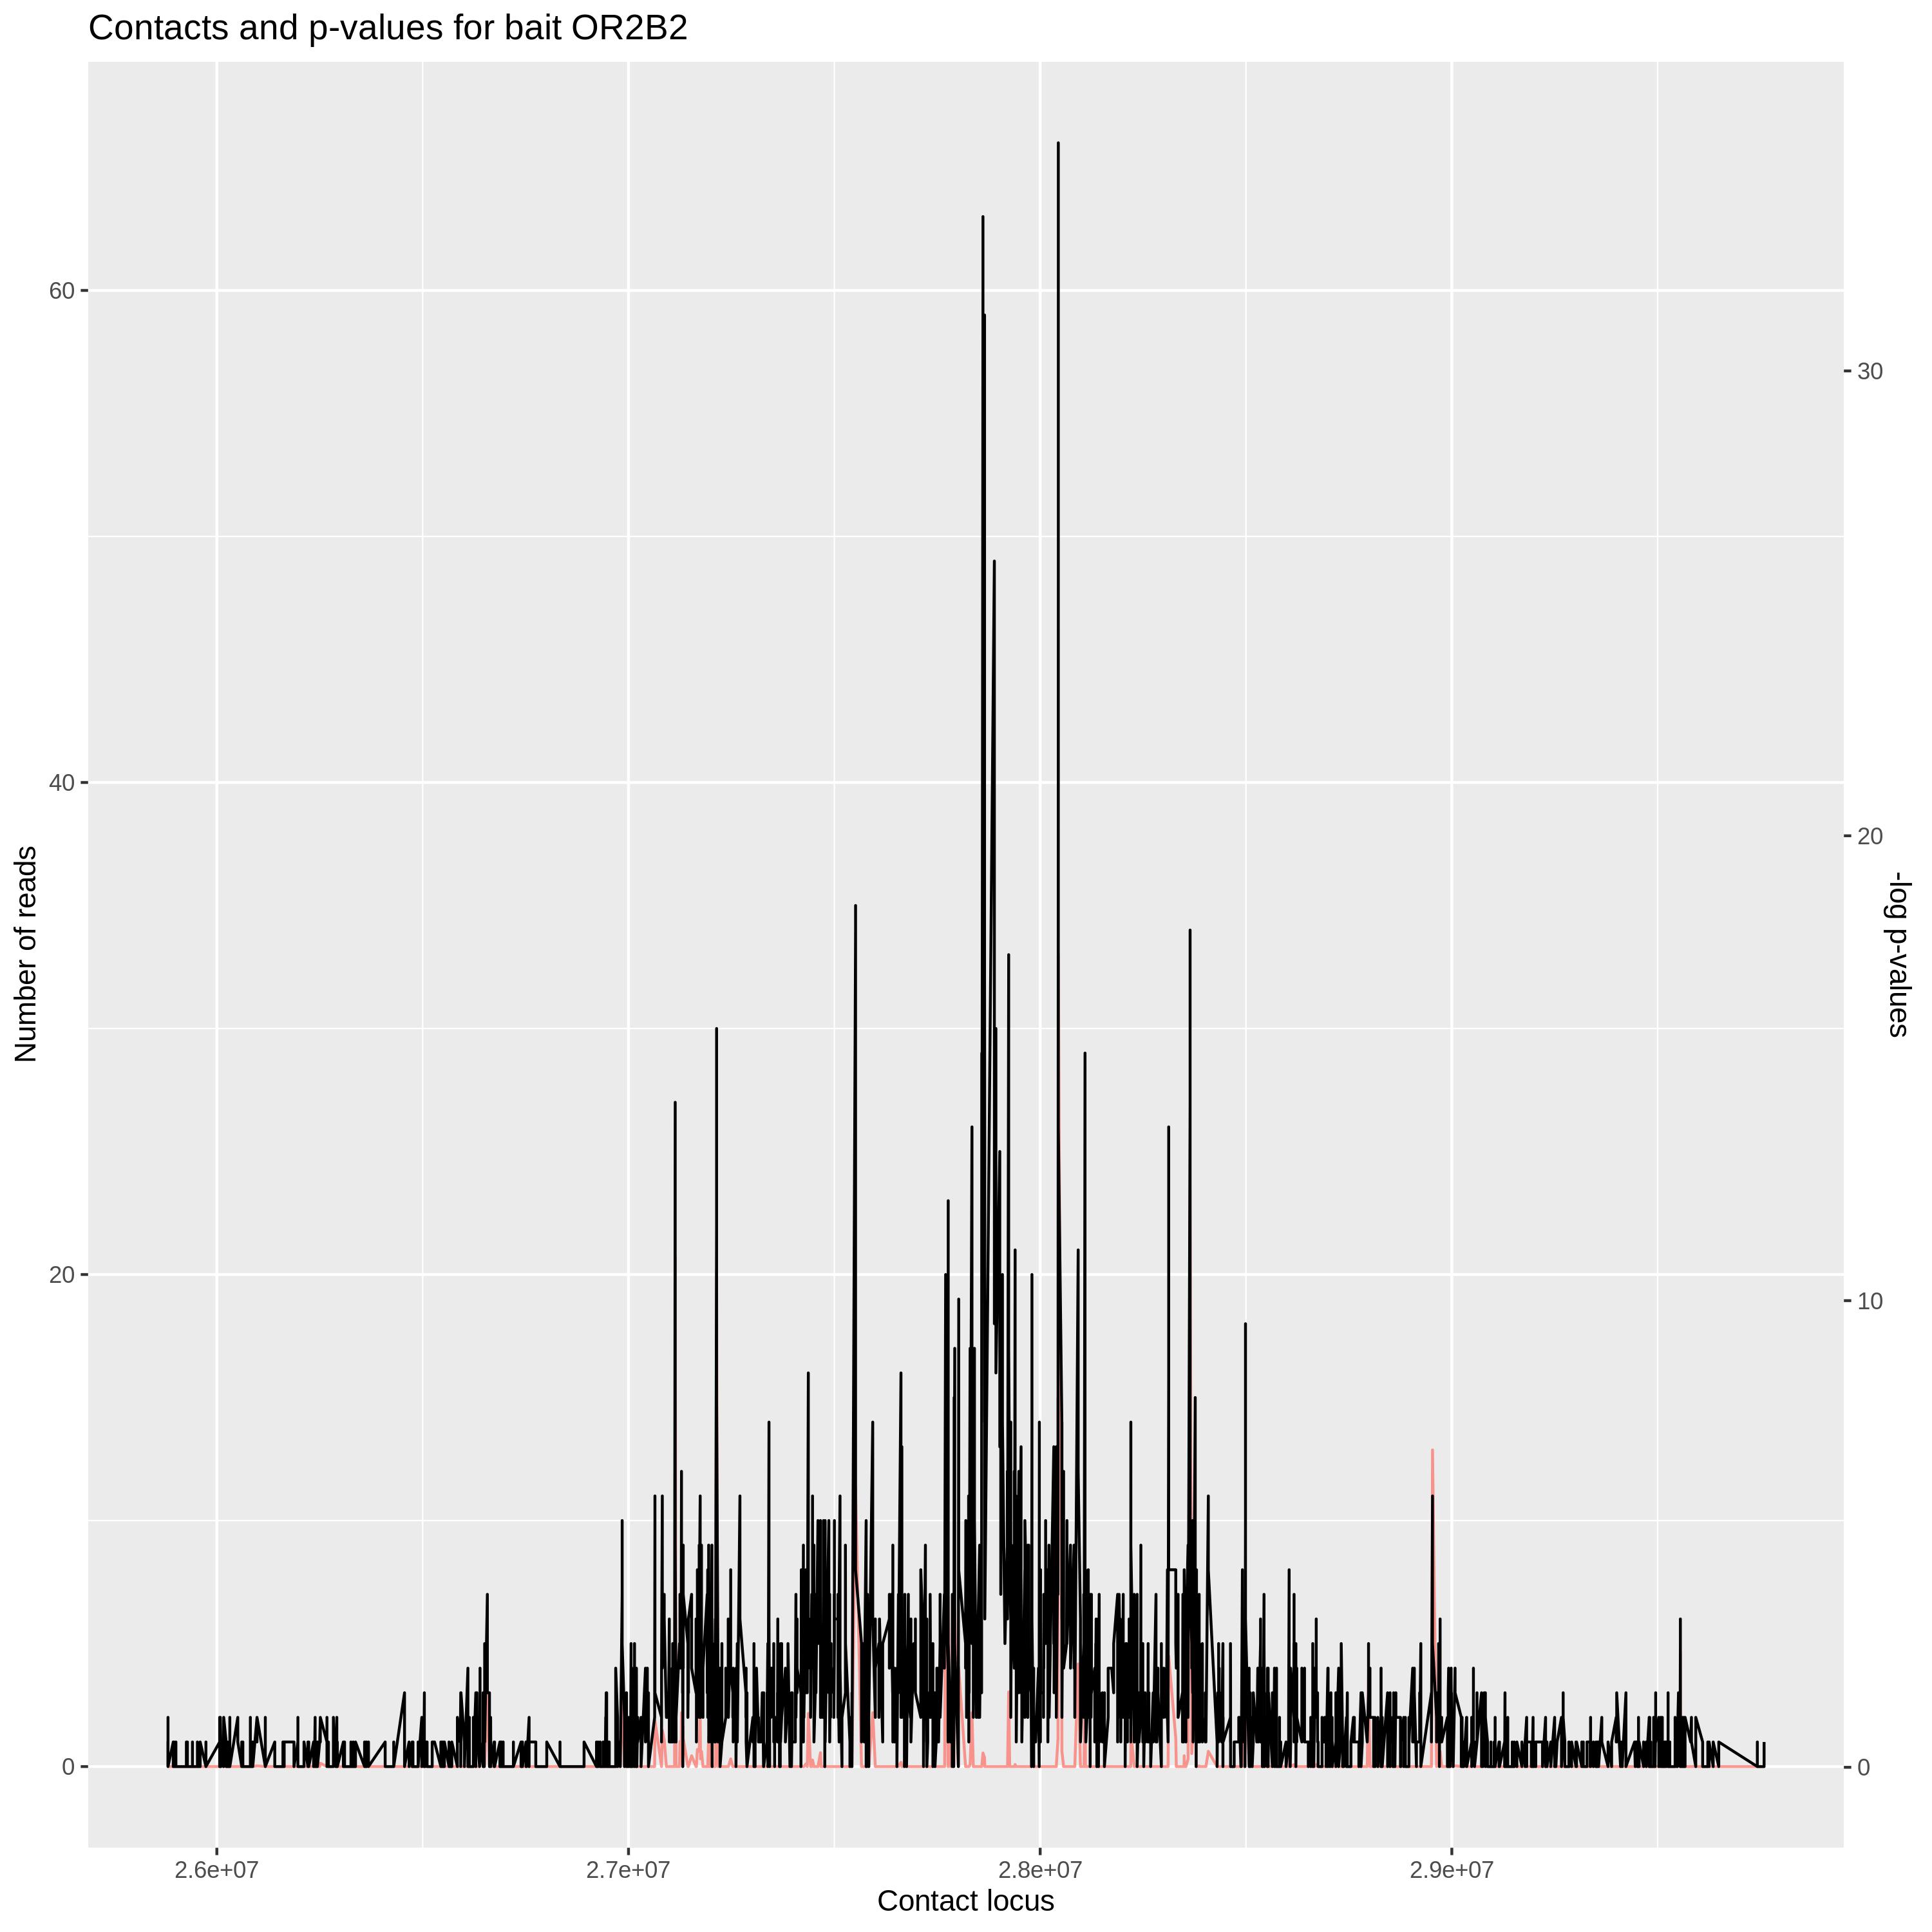 Contacts and p-values for bait OR2B2
60
40
20
0
Number of reads
30
20
10
0
-log p-values
2.6e+07
2.7e+07
2.8e+07
2.9e+07
Contact locus